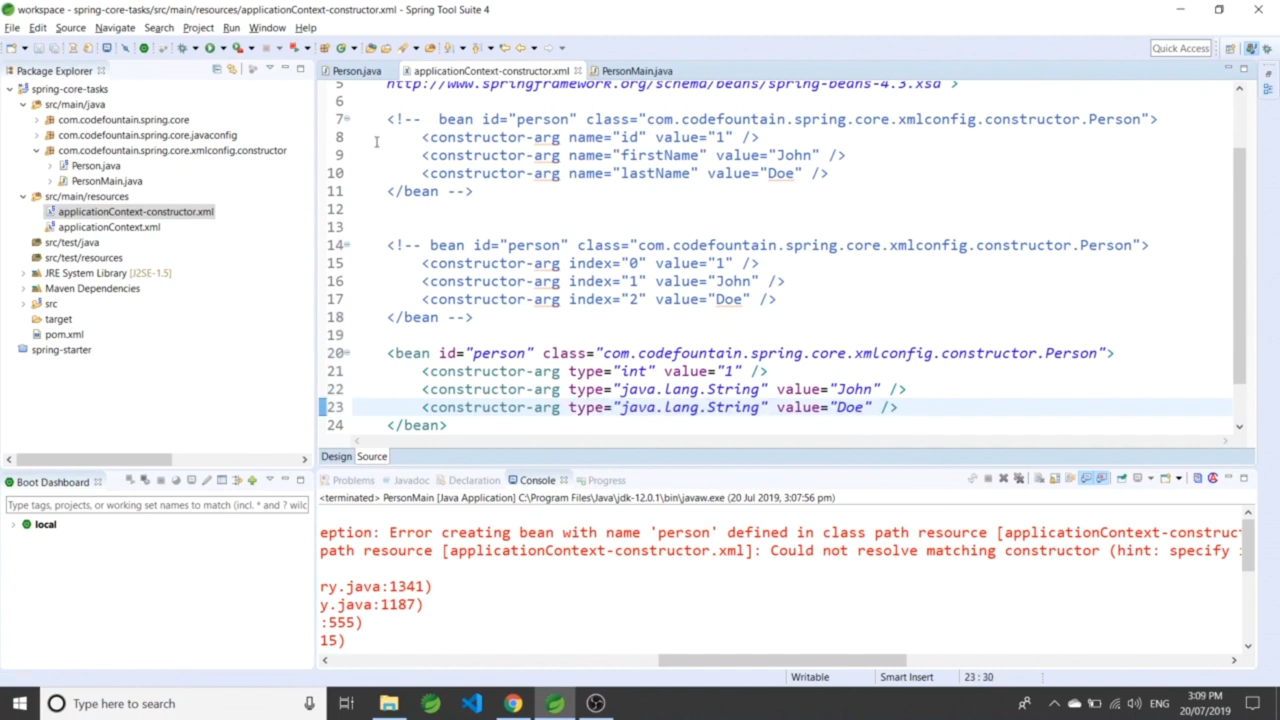 workspace - spring-core-tasks/src/main/resources/applicationContext-constructor.xml - Spring Tool Suite 4
File Edit Source Navigate Search Project Run Window Help
Quick Access
Package Explorer
spring-core-tasks
src/main/java
com.codefountain.spring.core
com.codefountain.spring.core.javaconfig
com.codefountain.spring.core.xmlconfig.constructor
Person.java
PersonMain.java
src/main/resources
applicationContext-constructor.xml
applicationContext.xml
src/test/java
src/test/resources
JRE System Library [J2SE-1.5]
Maven Dependencies
src
target
pom.xml
spring-starter
Person.java applicationContext-constructor.xml PersonMain.java
5 http://www.springframework.org/schema/beans/spring-beans-4.3.xsd">
6
7 <!-- bean id="person" class="com.codefountain.spring.core.xmlconfig.constructor.Person">
8 <constructor-arg name="id" value="1" />
9 <constructor-arg name="firstName" value="John" />
10 <constructor-arg name="lastName" value="Doe" />
11 </bean -->
12
13
14 <!-- bean id="person" class="com.codefountain.spring.core.xmlconfig.constructor.Person">
15 <constructor-arg index="0" value="1" />
16 <constructor-arg index="1" value="John" />
17 <constructor-arg index="2" value="Doe" />
18 </bean -->
19
20 <bean id="person" class="com.codefountain.spring.core.xmlconfig.constructor.Person">
21 <constructor-arg type="int" value="1" />
22 <constructor-arg type="java.lang.String" value="John" />
23 <constructor-arg type="java.lang.String" value="Doe" />
24 </bean>
Design Source
Boot Dashboard
Type tags, projects, or working set names to match (incl. * and ? wilc
local
Problems Javadoc Declaration Console Progress
<terminated> PersonMain [Java Application] C:\Program Files\Java\jdk-12.0.1\bin\javaw.exe (20 Jul 2019, 3:07:56 pm)
eption: Error creating bean with name 'person' defined in class path resource [applicationContext-construct
path resource [applicationContext-constructor.xml]: Could not resolve matching constructor (hint: specify
ry.java:1341)
y.java:1187)
:555)
15)
Writable Smart Insert 23 : 30
Type here to search
ENG
3:09 PM
20/07/2019